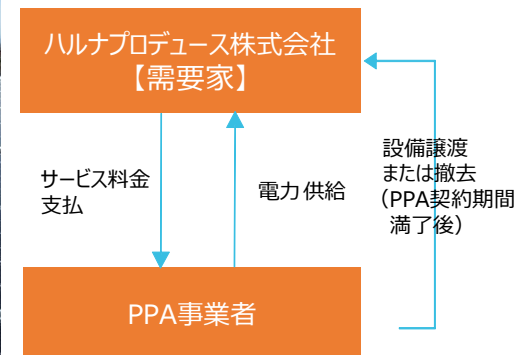 ハルナプロデュース株式会社
【需要家】
サービス料金
支払
電力供給
設備譲渡
または撤去
（PPA契約期間
満了後）
PPA事業者